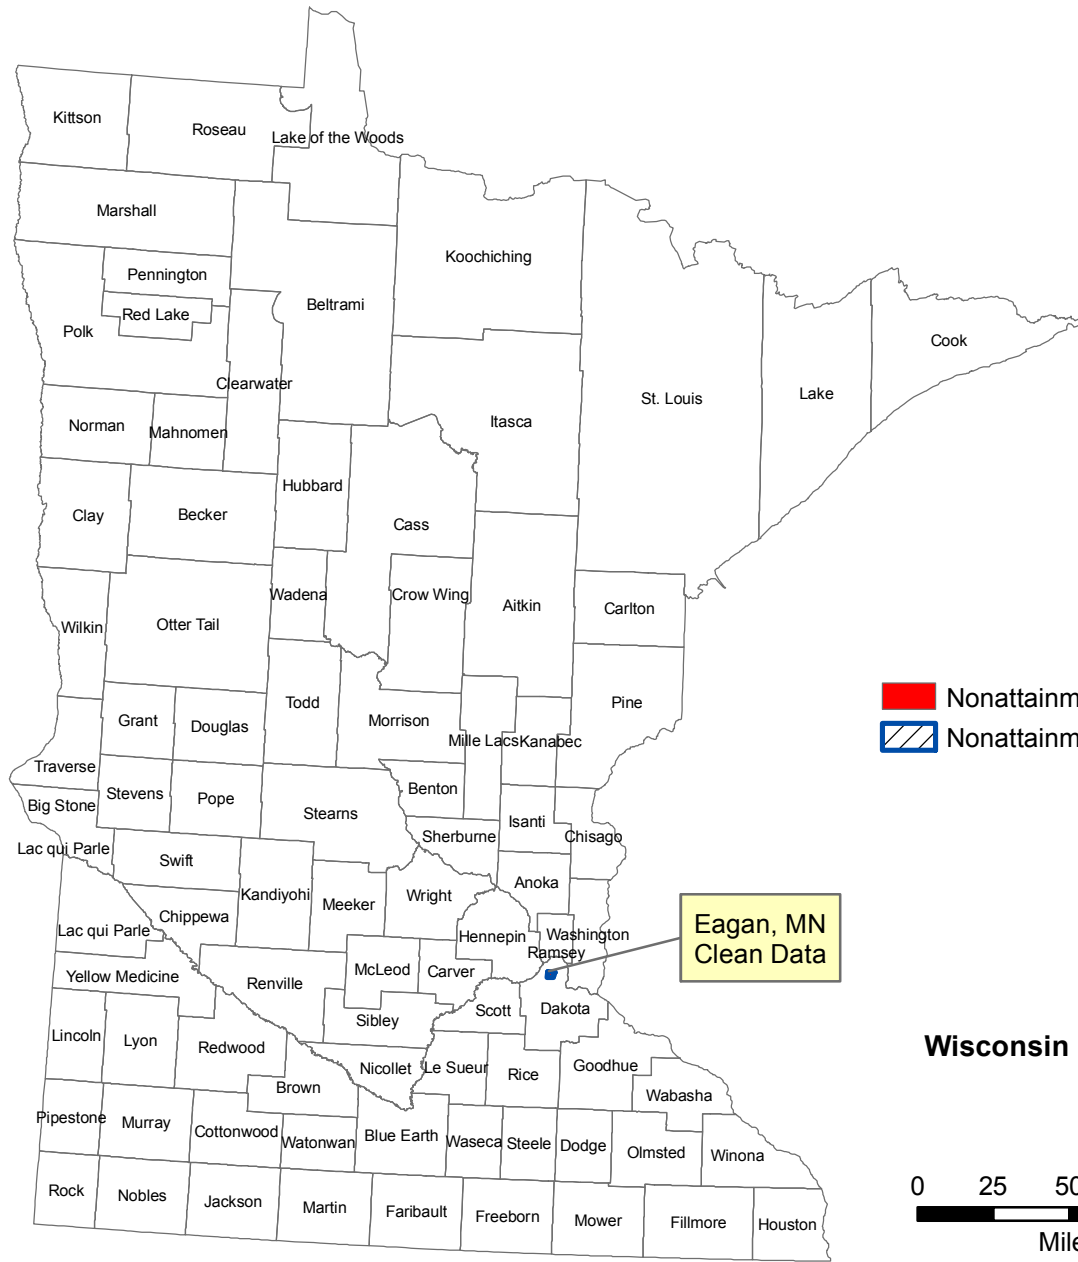 Kittson
Roseau
Lake of the Woods
Marshall
Koochiching
Pennington
Beltrami
Red Lake
Polk
Cook
Clearwater
St. Louis
Lake
Itasca
Norman
Mahnomen
Hubbard
Clay
Becker
Cass
Wadena
Crow Wing
Aitkin
Carlton
Wilkin
Otter Tail
Todd
Pine
Grant
Douglas
Morrison
Mille Lacs
Kanabec
Traverse
Stevens
Pope
Benton
Big Stone
Stearns
Isanti
Sherburne
Chisago
Lac qui Parle
Swift
Anoka
Kandiyohi
Meeker
Wright
Chippewa
Lac qui Parle
Hennepin
Washington
Ramsey
Yellow Medicine
Renville
McLeod
Carver
Scott
Dakota
Sibley
Lincoln
Lyon
Redwood
Nicollet
Le Sueur
Rice
Goodhue
Brown
Wabasha
Pipestone
Murray
Cottonwood
Watonwan
Blue Earth
Waseca
Steele
Dodge
Olmsted
Winona
Rock
Nobles
Jackson
Martin
Faribault
Freeborn
Mower
Fillmore
Houston
Eagan, MN
Clean Data
Nonattainm
Nonattainm
Wisconsin
0 25 50
Mile